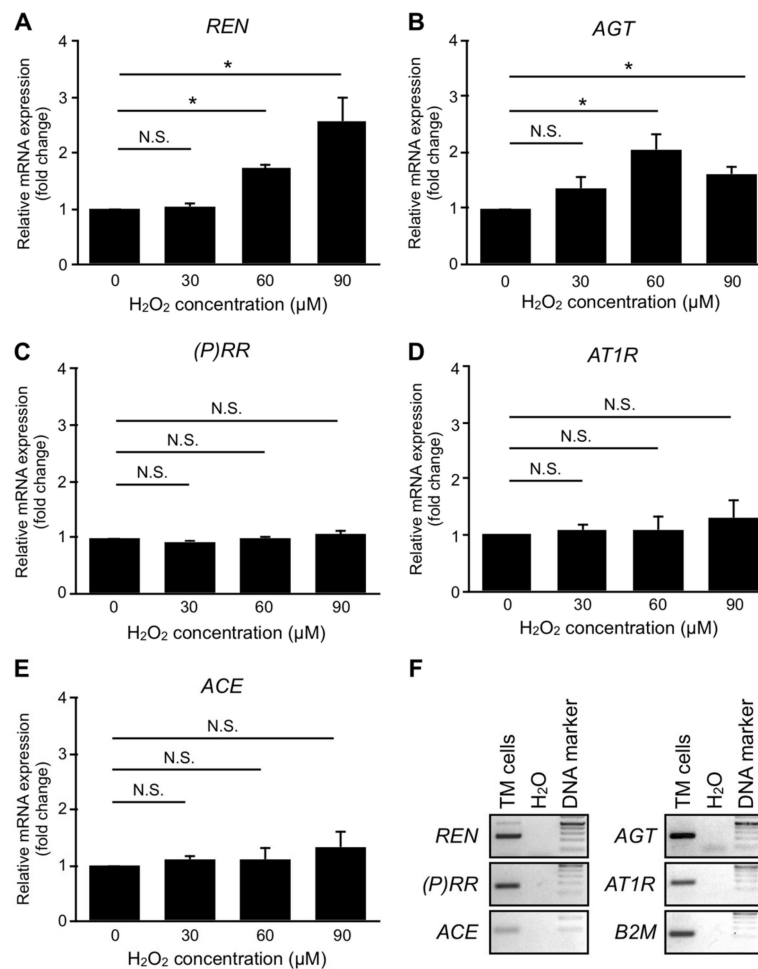 A
REN
4
3
2
1
0
Relative mRNA expression
(fold change)
*
*
N.S.
0 30 60 90
H₂O₂ concentration (µM)
B
AGT
4
3
2
1
0
Relative mRNA expression
(fold change)
*
*
N.S.
0 30 60 90
H₂O₂ concentration (µM)
C
(P)RR
4
3
2
1
0
Relative mRNA expression
(fold change)
N.S.
N.S.
N.S.
0 30 60 90
H₂O₂ concentration (µM)
D
AT1R
4
3
2
1
0
Relative mRNA expression
(fold change)
N.S.
N.S.
N.S.
0 30 60 90
H₂O₂ concentration (µM)
E
ACE
4
3
2
1
0
Relative mRNA expression
(fold change)
N.S.
N.S.
N.S.
0 30 60 90
H₂O₂ concentration (µM)
F
TM cells
H₂O
DNA marker
REN
(P)RR
ACE
TM cells
H₂O
DNA marker
AGT
AT1R
B2M